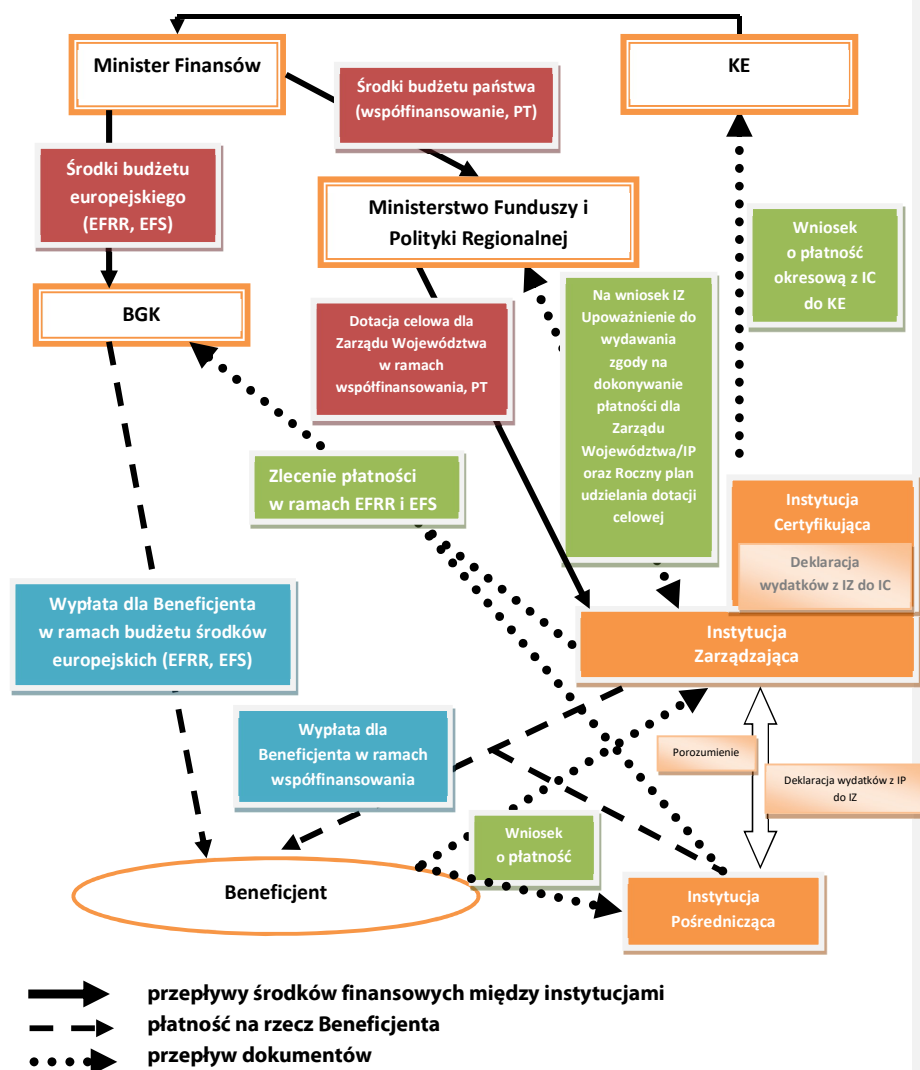 Minister Finansów
KE
Środki budżetu państwa
(współfinansowanie, PT)
Środki budżetu
europejskiego
(EFRR, EFS)
Ministerstwo Funduszy i
Polityki Regionalnej
Wniosek
o płatność
okresową z IC
do KE
BGK
Dotacja celowa dla
Zarządu Województwa
w ramach
współfinansowania, PT
Na wniosek IZ
Upoważnienie do
wydawania
zgody na
dokonywanie
płatności dla
Zarządu
Województwa/IP
oraz Roczny plan
udzielania dotacji
celowej
Zlecenie płatności
w ramach EFRR i EFS
Instytucja
Certyfikująca
Deklaracja
wydatków z IZ do IC
Wypłata dla Beneficjenta
w ramach budżetu środków
europejskich (EFRR, EFS)
Instytucja
Zarządzająca
Wypłata dla
Beneficjenta w ramach
współfinansowania
Porozumienie
Deklaracja wydatków z IP
do IZ
Wniosek
o płatność
Beneficjent
Instytucja
Pośrednicząca
przepływy środków finansowych między instytucjami
płatność na rzecz Beneficjenta
przepływ dokumentów